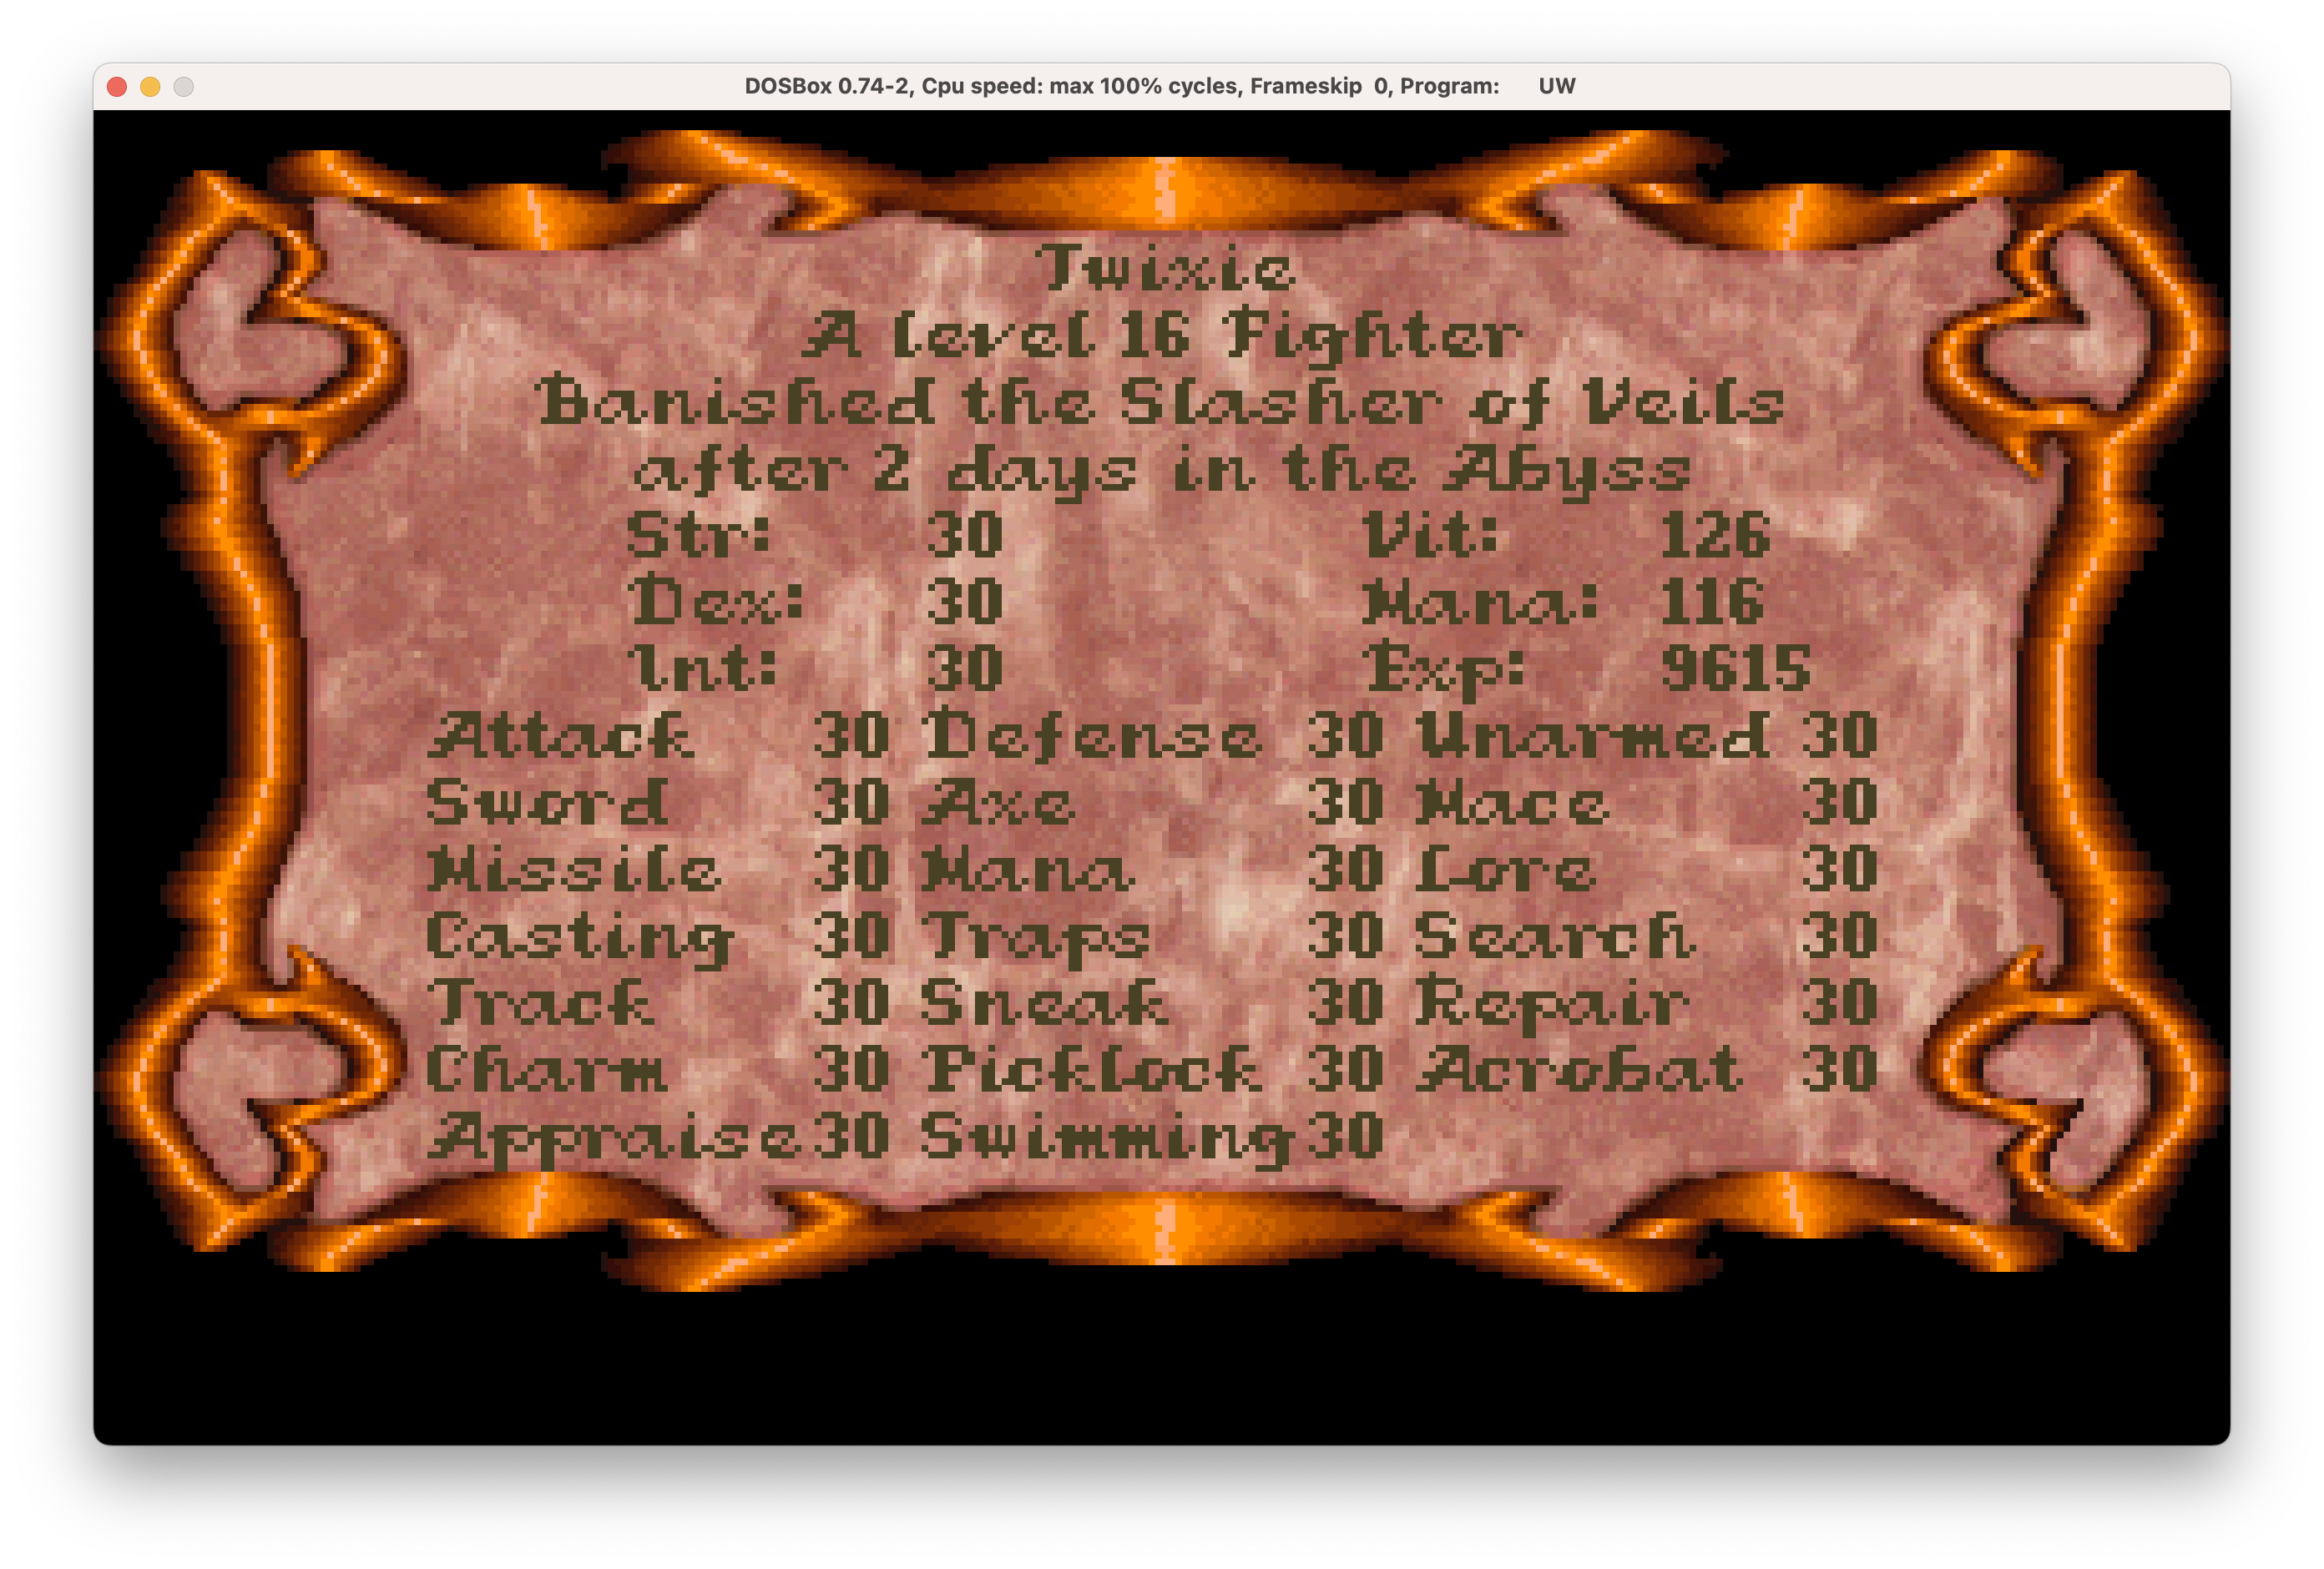 DOSBox 0.74-2, Cpu speed: max 100% cycles, Frameskip 0, Program: UW
Twixie
A level 16 Fighter
Banished the Slasher of Veils
after 2 days in the Abyss
Str: 30 Vit: 126
Dex: 30 Mana: 116
Int: 30 Exp: 9615
Attack 30 Defense 30 Unarmed 30
Sword 30 Axe 30 Mace 30
Missile 30 Mana 30 Lore 30
Casting 30 Traps 30 Search 30
Track 30 Sneak 30 Repair 30
Charm 30 Picklock 30 Acrobat 30
Appraise 30 Swimming 30